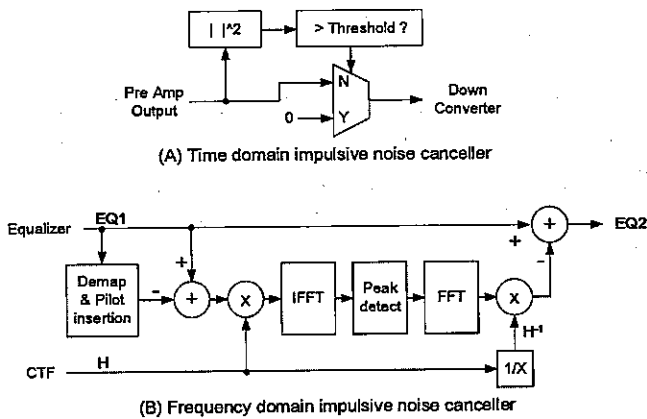 | |^2
> Threshold ?
Pre Amp
Output
N
Down
Converter
0
Y
(A) Time domain impulsive noise canceller
Equalizer
EQ1
+
EQ2
+
+
-
Demap
& Pilot
insertion
-
+
X
IFFT
Peak
detect
FFT
X
H⁻¹
CTF
H
1/X
(B) Frequency domain impulsive noise canceller